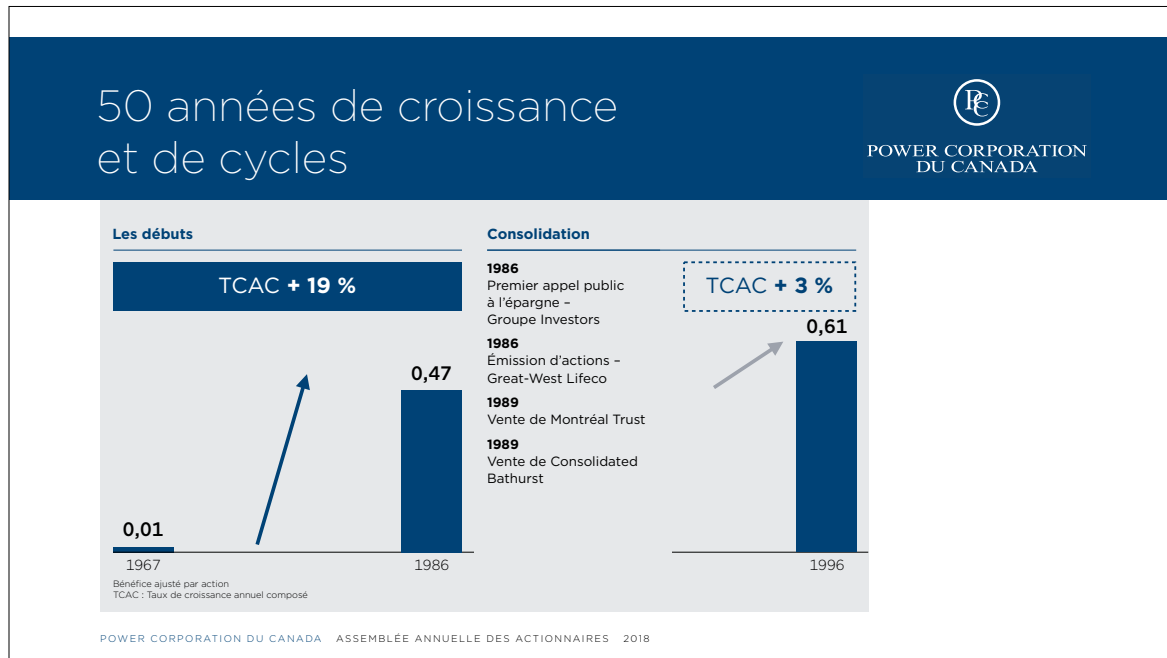 50 années de croissance
et de cycles
PCC
POWER CORPORATION
DU CANADA
Les débuts
TCAC + 19 %
0,01
0,47
1967
1986
Bénéfice ajusté par action
TCAC : Taux de croissance annuel composé
Consolidation
1986
Premier appel public
à l'épargne –
Groupe Investors
1986
Émission d'actions –
Great-West Lifeco
1989
Vente de Montréal Trust
1989
Vente de Consolidated
Bathurst
TCAC + 3 %
0,61
1996
POWER CORPORATION DU CANADA ASSEMBLÉE ANNUELLE DES ACTIONNAIRES 2018